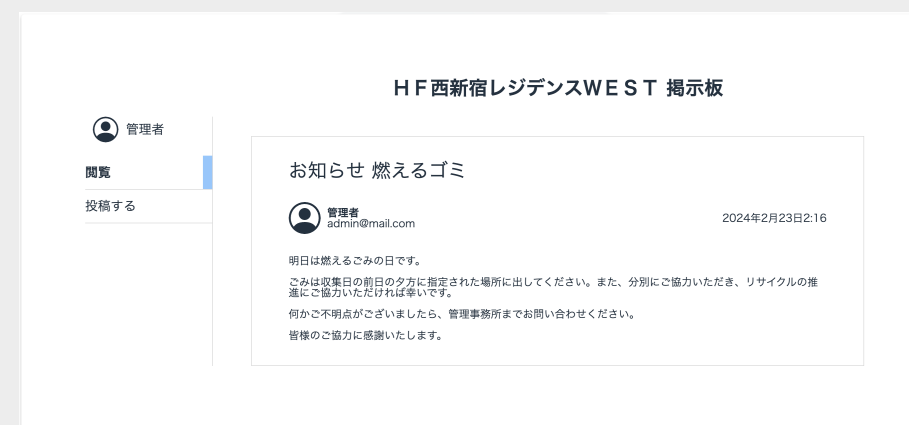 ＨＦ西新宿レジデンスＷＥＳＴ 掲示板
管理者
閲覧
投稿する
お知らせ 燃えるゴミ
管理者
admin@mail.com
2024年2月23日2:16
明日は燃えるごみの日です。
ごみは収集日の前日の夕方に指定された場所に出してください。また、分別にご協力いただき、リサイクルの推
進にご協力いただければ幸いです。
何かご不明点がございましたら、管理事務所までお問い合わせください。
皆様のご協力に感謝いたします。